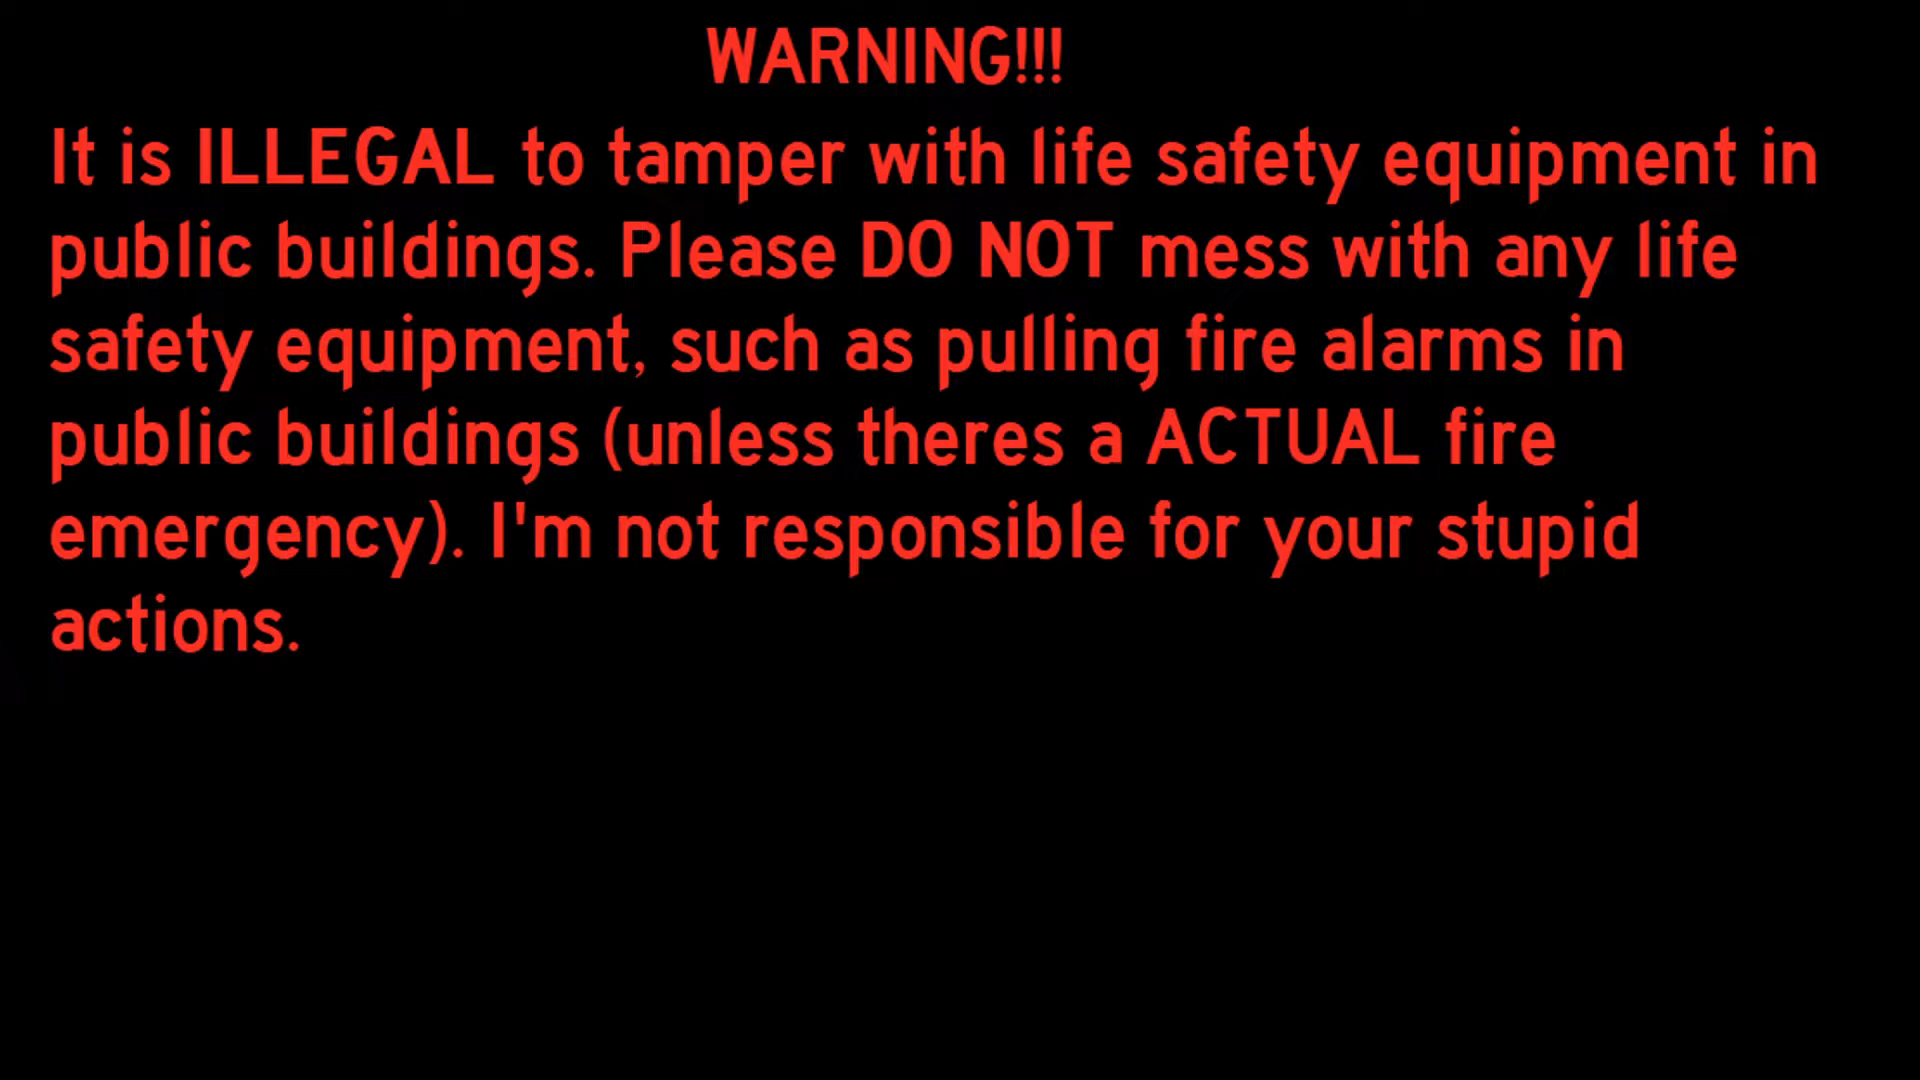 WARNING!!!
It is ILLEGAL to tamper with life safety equipment in
public buildings. Please DO NOT mess with any life
safety equipment, such as pulling fire alarms in
public buildings (unless theres a ACTUAL fire
emergency). I'm not responsible for your stupid
actions.